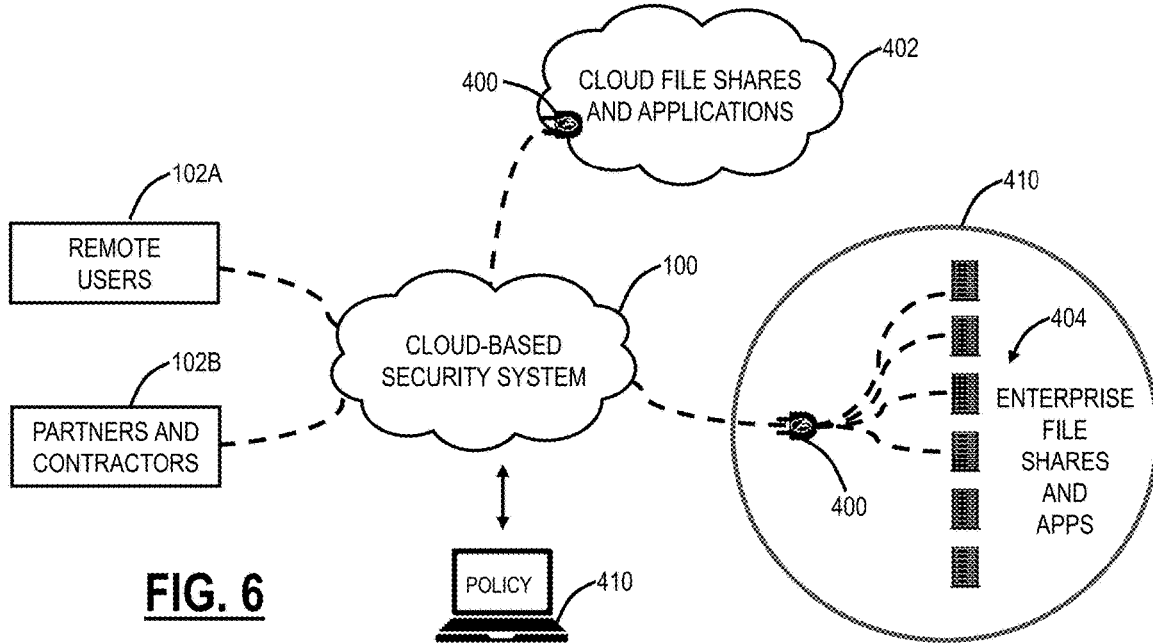 402
400
CLOUD FILE SHARES
AND APPLICATIONS
102A
REMOTE
USERS
410
100
CLOUD-BASED
SECURITY SYSTEM
404
102B
PARTNERS AND
CONTRACTORS
ENTERPRISE
FILE
SHARES
AND
APPS
400
POLICY
410
FIG. 6